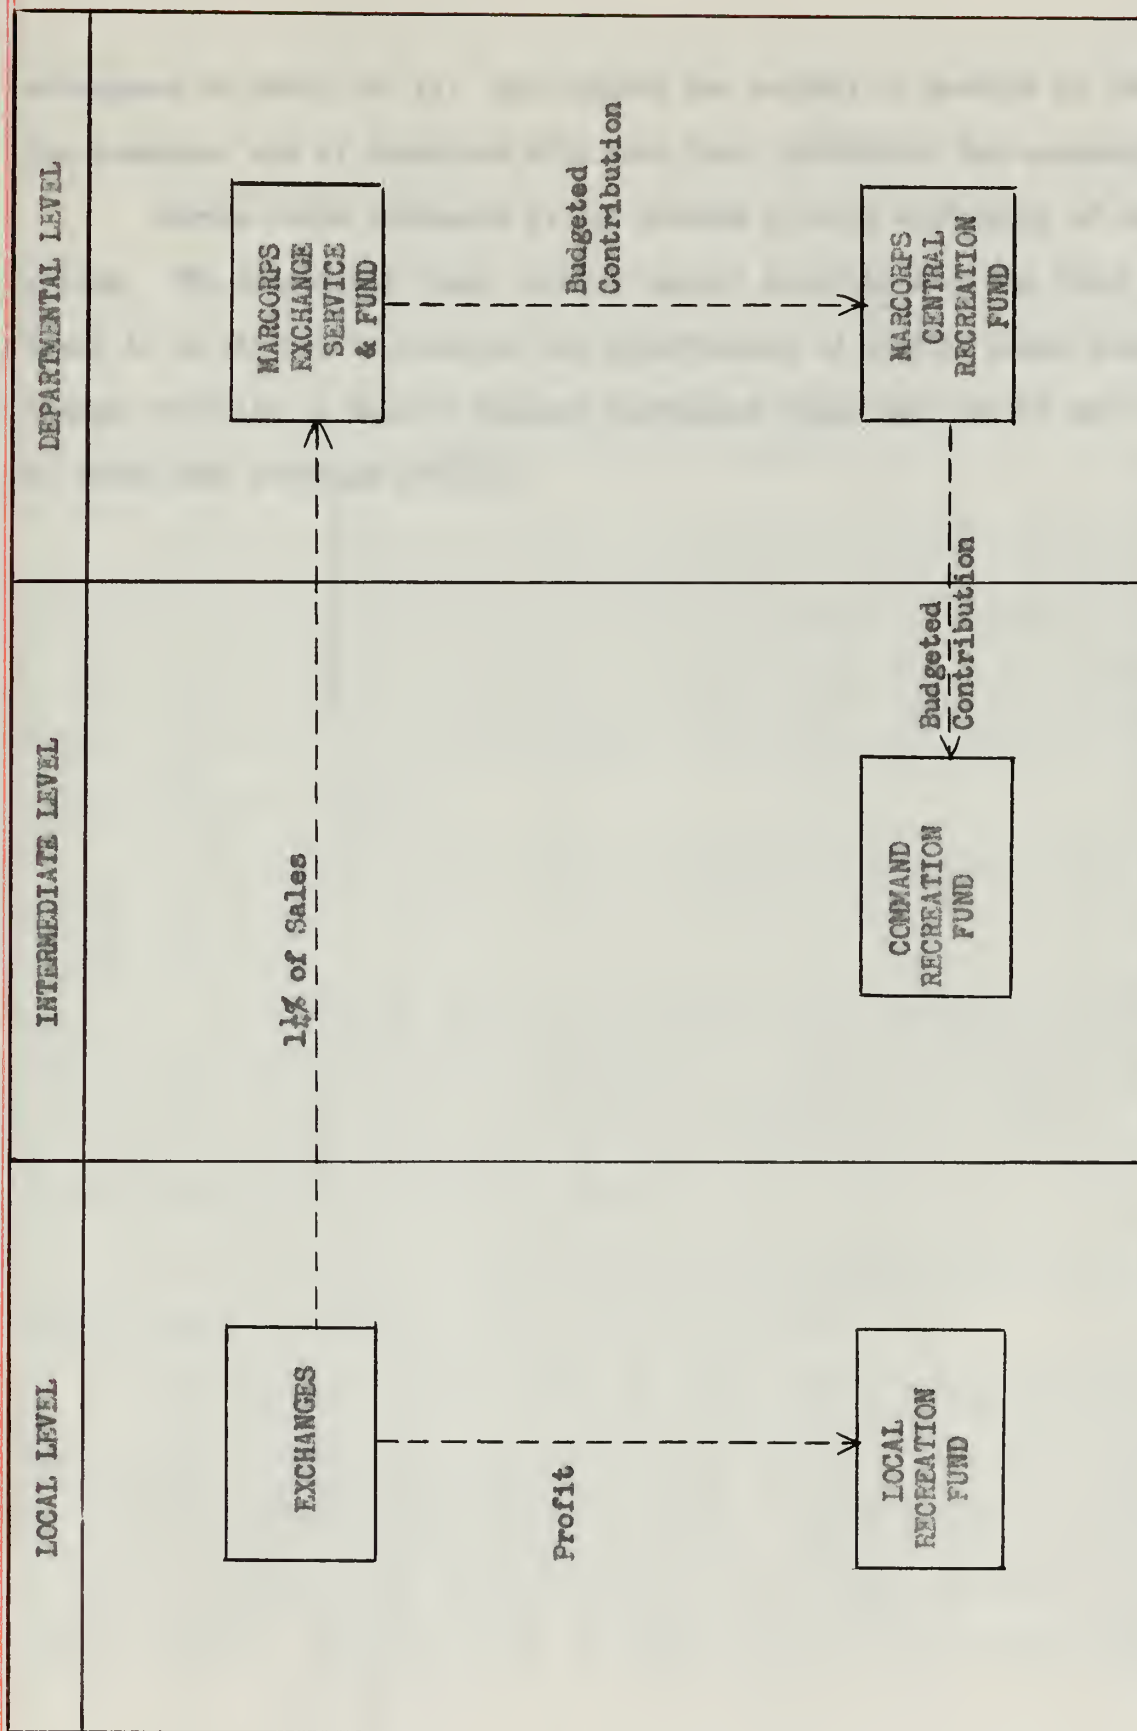 LOCAL LEVEL
INTERMEDIATE LEVEL
DEPARTMENTAL LEVEL
EXCHANGES
1¼% of Sales
MARCORPS
EXCHANGE
SERVICE
& FUND
Profit
Budgeted
Contribution
LOCAL
RECREATION
FUND
COMMAND
RECREATION
FUND
Budgeted
Contribution
MARCORPS
CENTRAL
RECREATION
FUND